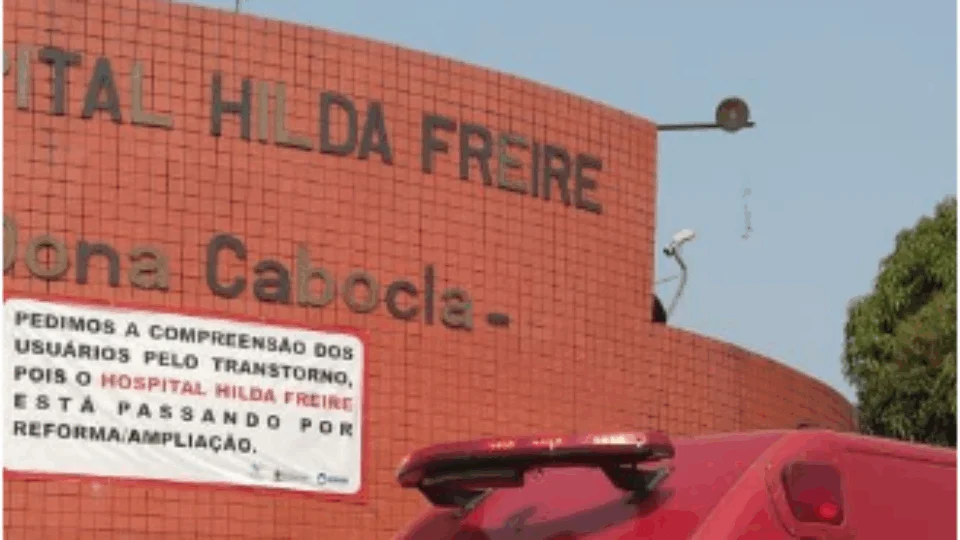 PITAL HILDA FREIRE
Dona Cabocla -
PEDIMOS A COMPREENSÃO DOS
USUÁRIOS PELO TRANSTORNO,
POIS O HOSPITAL HILDA FREIRE
ESTÁ PASSANDO POR
REFORMA/AMPLIAÇÃO.